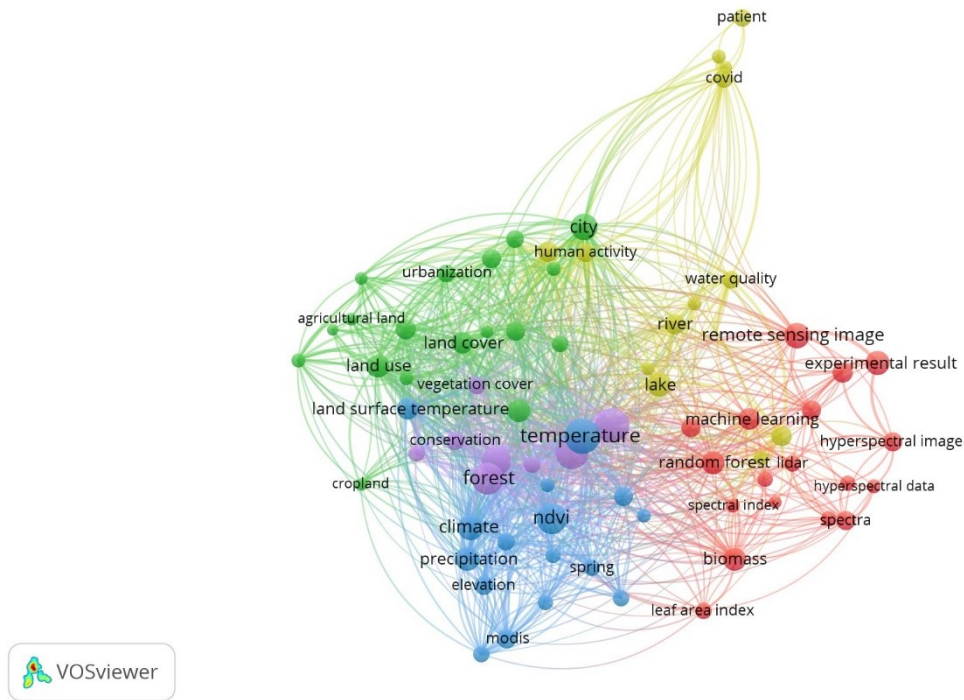 patient
covid
city
human activity
urbanization
water quality
agricultural land
river
remote sensing image
land cover
experimental result
land use
vegetation cover
lake
land surface temperature
machine learning
temperature
conservation
hyperspectral image
random forest
lidar
forest
cropland
hyperspectral data
spectral index
ndvi
spectra
climate
precipitation
biomass
spring
elevation
leaf area index
modis
VOSviewer